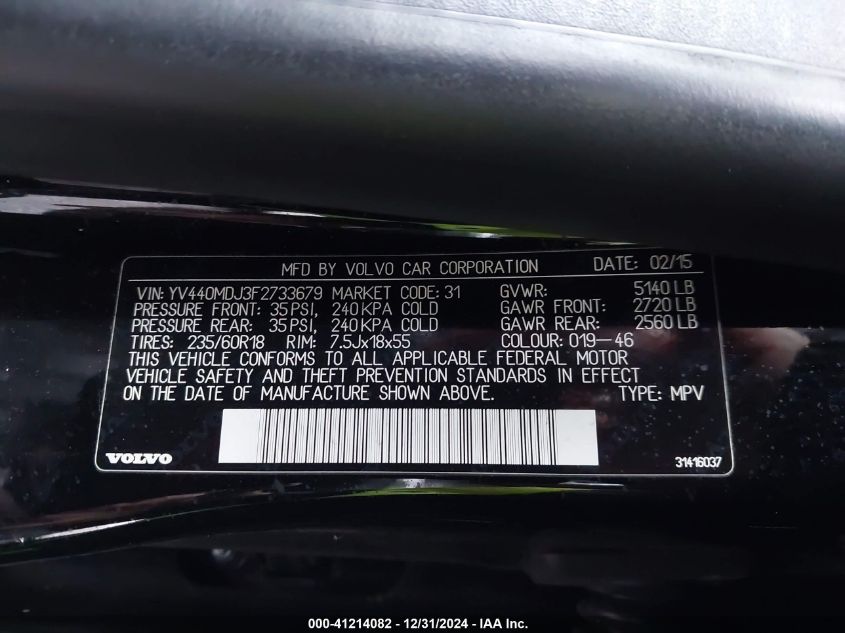 MFD BY VOLVO CAR CORPORATION DATE: 02/15
VIN: YV440MDJ3F2733679 MARKET CODE: 31 GVWR: 5140 LB
PRESSURE FRONT: 35 PSI, 240 KPA COLD GAWR FRONT: 2720 LB
PRESSURE REAR: 35 PSI, 240 KPA COLD GAWR REAR: 2560 LB
TIRES: 235/60R18 RIM: 7.5Jx18x55 COLOUR: 019-46
THIS VEHICLE CONFORMS TO ALL APPLICABLE FEDERAL MOTOR
VEHICLE SAFETY AND THEFT PREVENTION STANDARDS IN EFFECT
ON THE DATE OF MANUFACTURE SHOWN ABOVE. TYPE: MPV
VOLVO 31416037
000-41214082 - 12/31/2024 - IAA Inc.